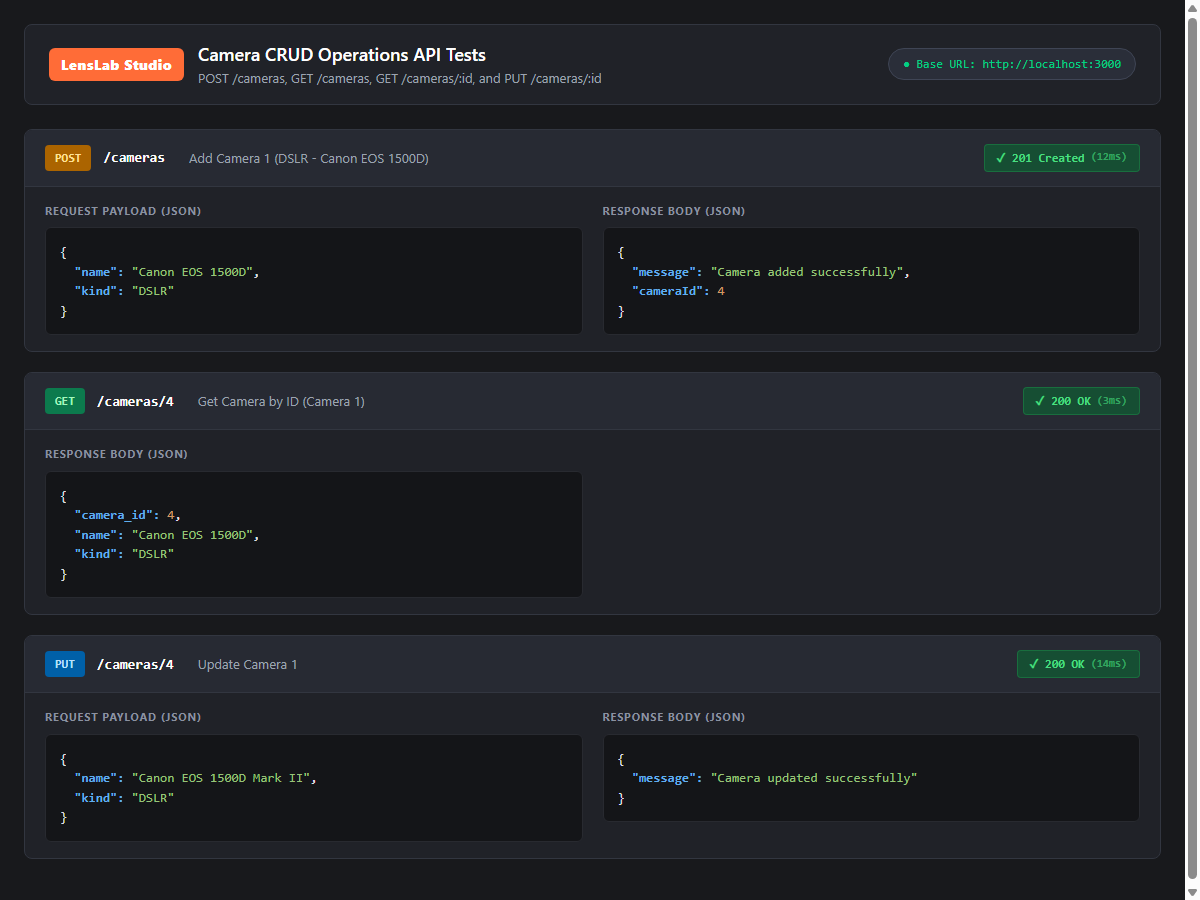 LensLab Studio
Camera CRUD Operations API Tests
POST /cameras, GET /cameras, GET /cameras/:id, and PUT /cameras/:id
● Base URL: http://localhost:3000
POST /cameras Add Camera 1 (DSLR - Canon EOS 1500D) ✓ 201 Created (12ms)
REQUEST PAYLOAD (JSON)
{
  "name": "Canon EOS 1500D",
  "kind": "DSLR"
}
RESPONSE BODY (JSON)
{
  "message": "Camera added successfully",
  "cameraId": 4
}
GET /cameras/4 Get Camera by ID (Camera 1) ✓ 200 OK (3ms)
RESPONSE BODY (JSON)
{
  "camera_id": 4,
  "name": "Canon EOS 1500D",
  "kind": "DSLR"
}
PUT /cameras/4 Update Camera 1 ✓ 200 OK (14ms)
REQUEST PAYLOAD (JSON)
{
  "name": "Canon EOS 1500D Mark II",
  "kind": "DSLR"
}
RESPONSE BODY (JSON)
{
  "message": "Camera updated successfully"
}